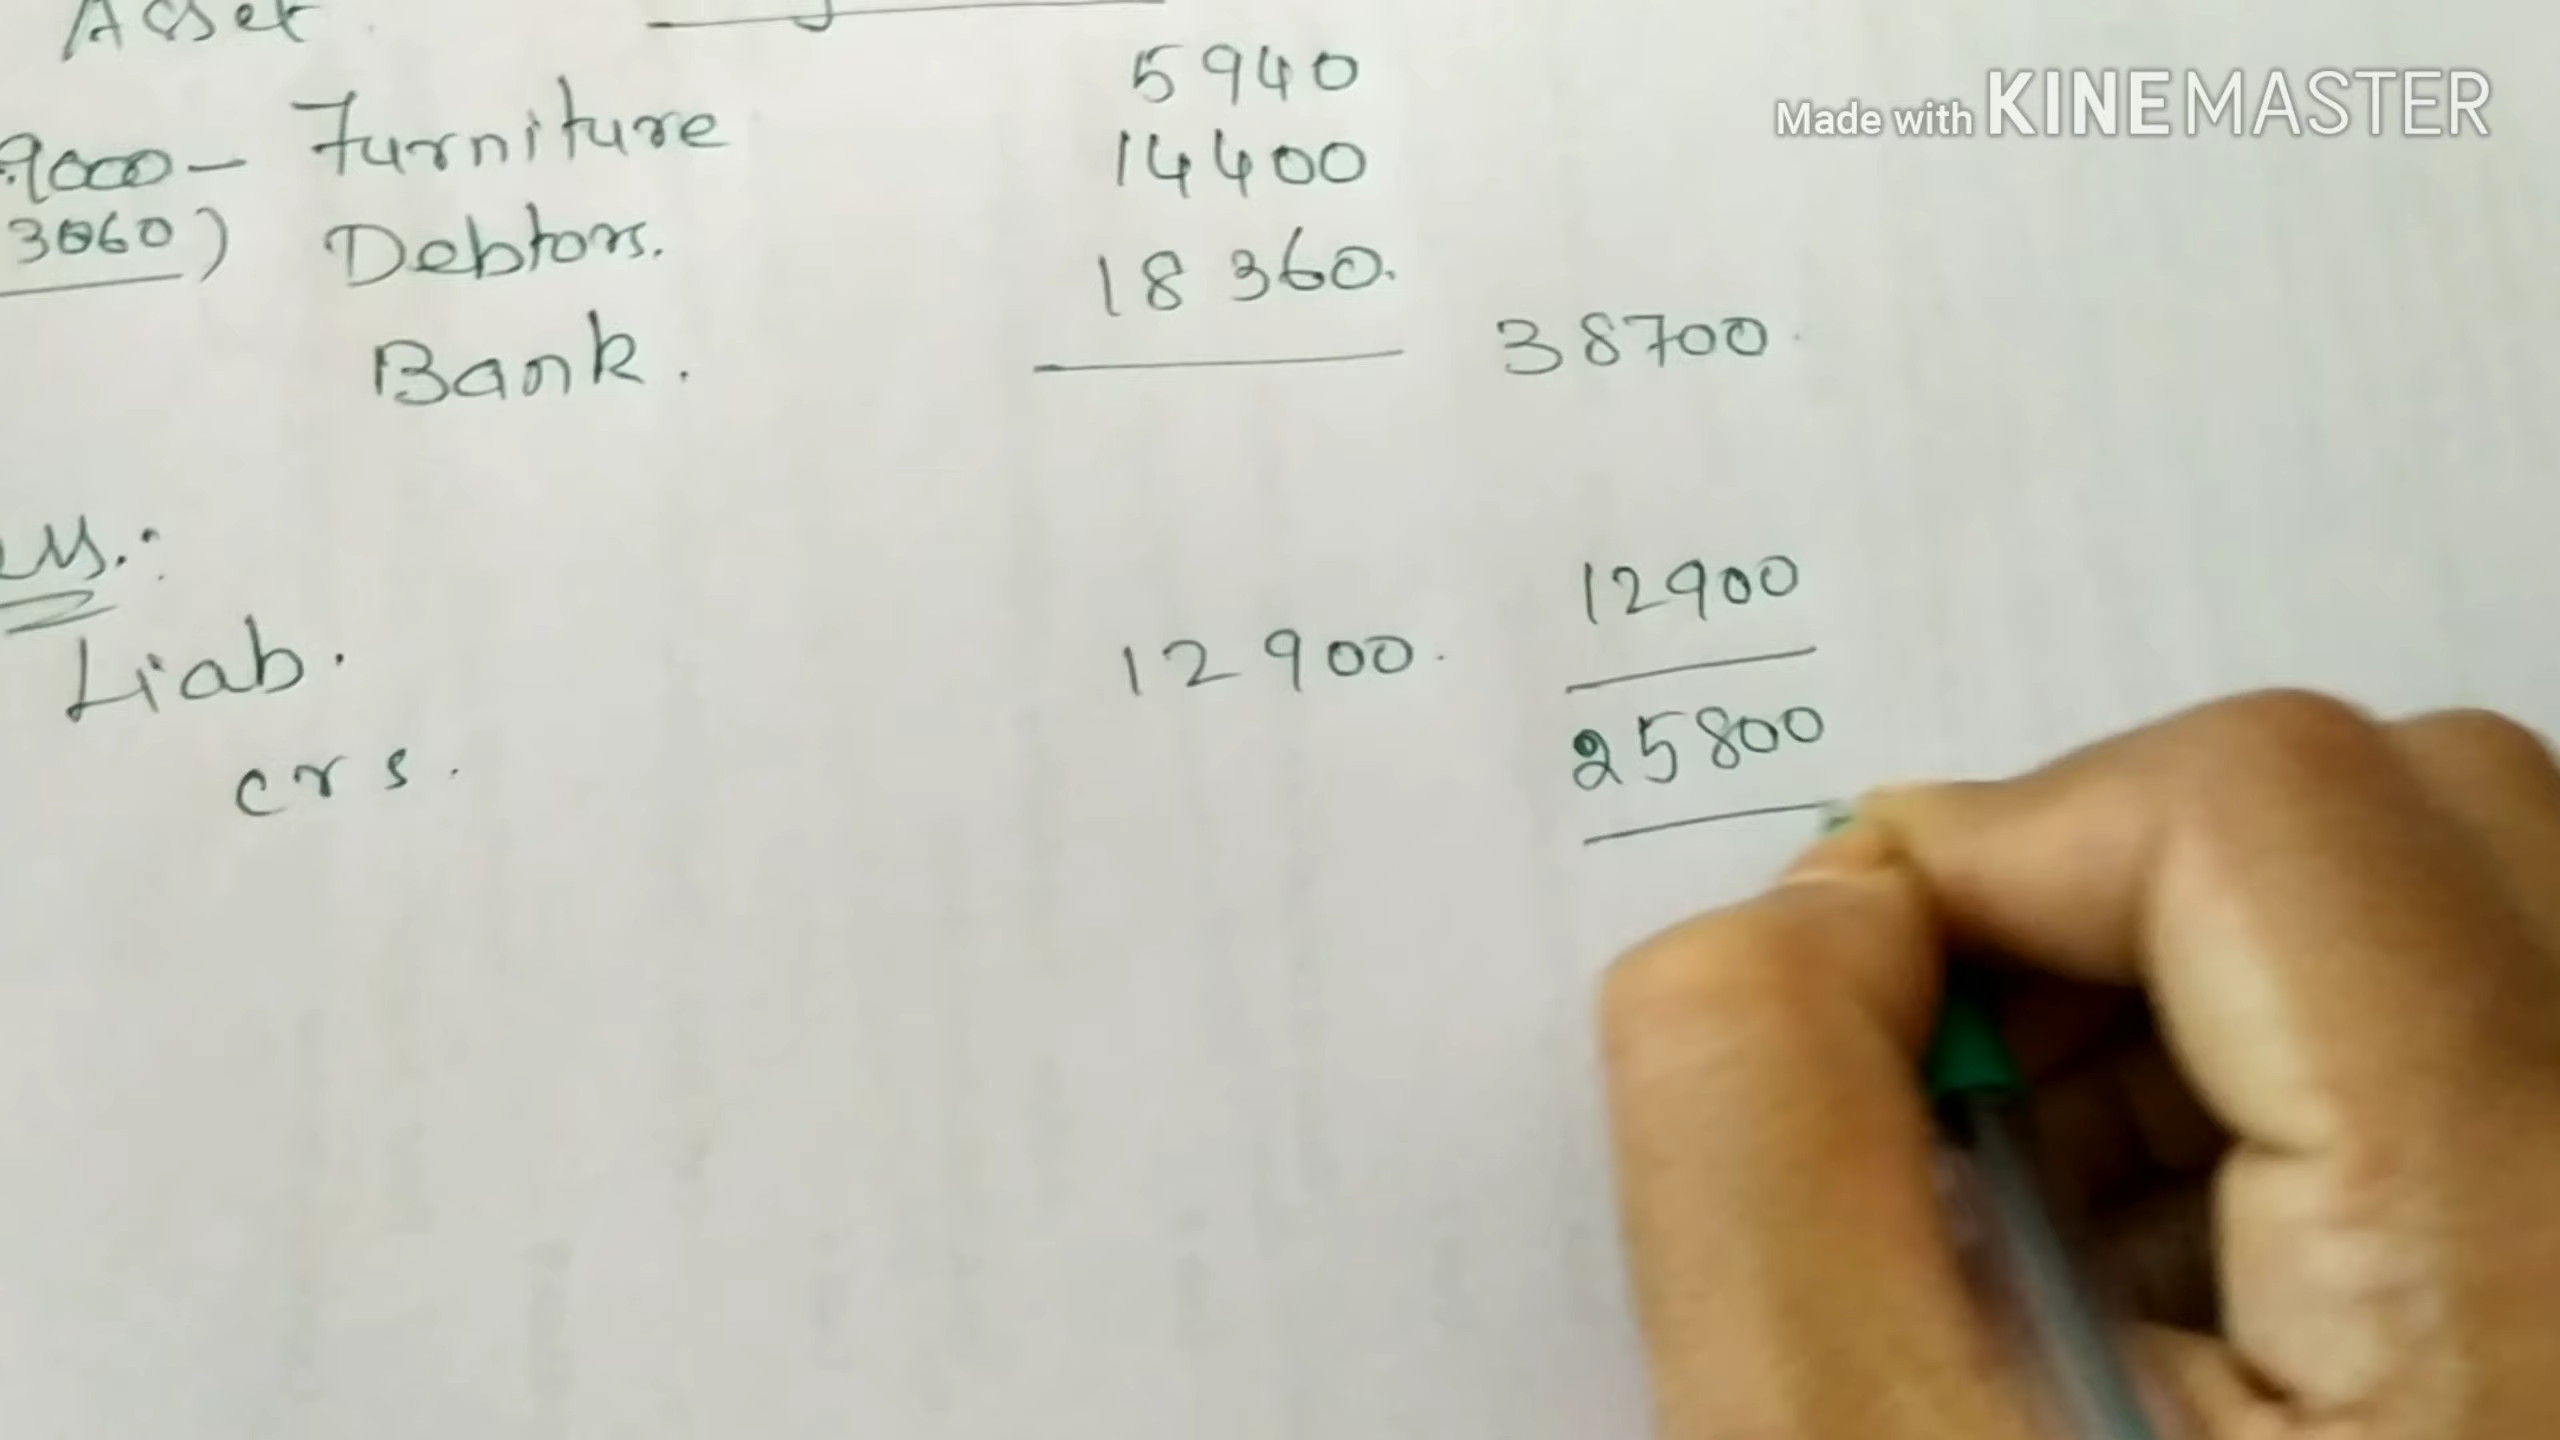 Asset
Made with KINEMASTER
9000 - Furniture 5940
3060) Debtors. 14400
Bank. 18360. 38700.
Liab. 12900. 12900
crs. 25800